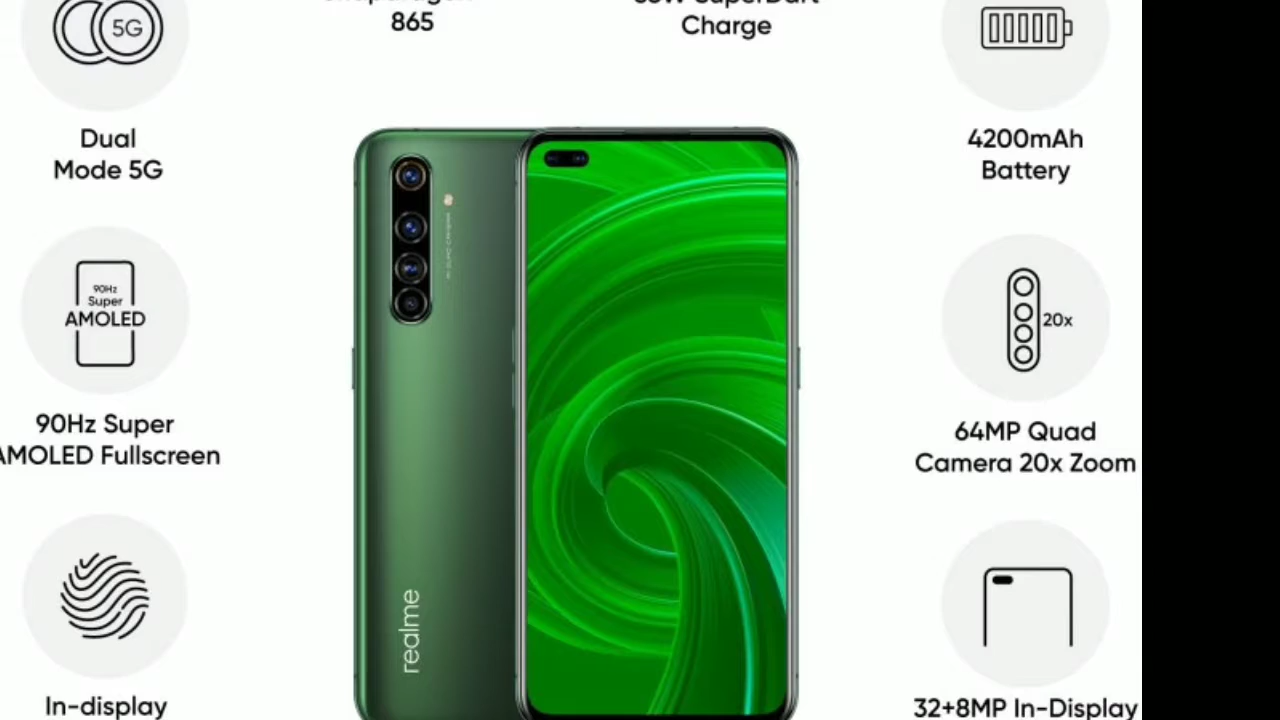 5G
865
Charge
Dual
Mode 5G
4200mAh
Battery
90Hz
Super
AMOLED
20x
90Hz Super
AMOLED Fullscreen
64MP Quad
Camera 20x Zoom
realme
In-display
32+8MP In-Display